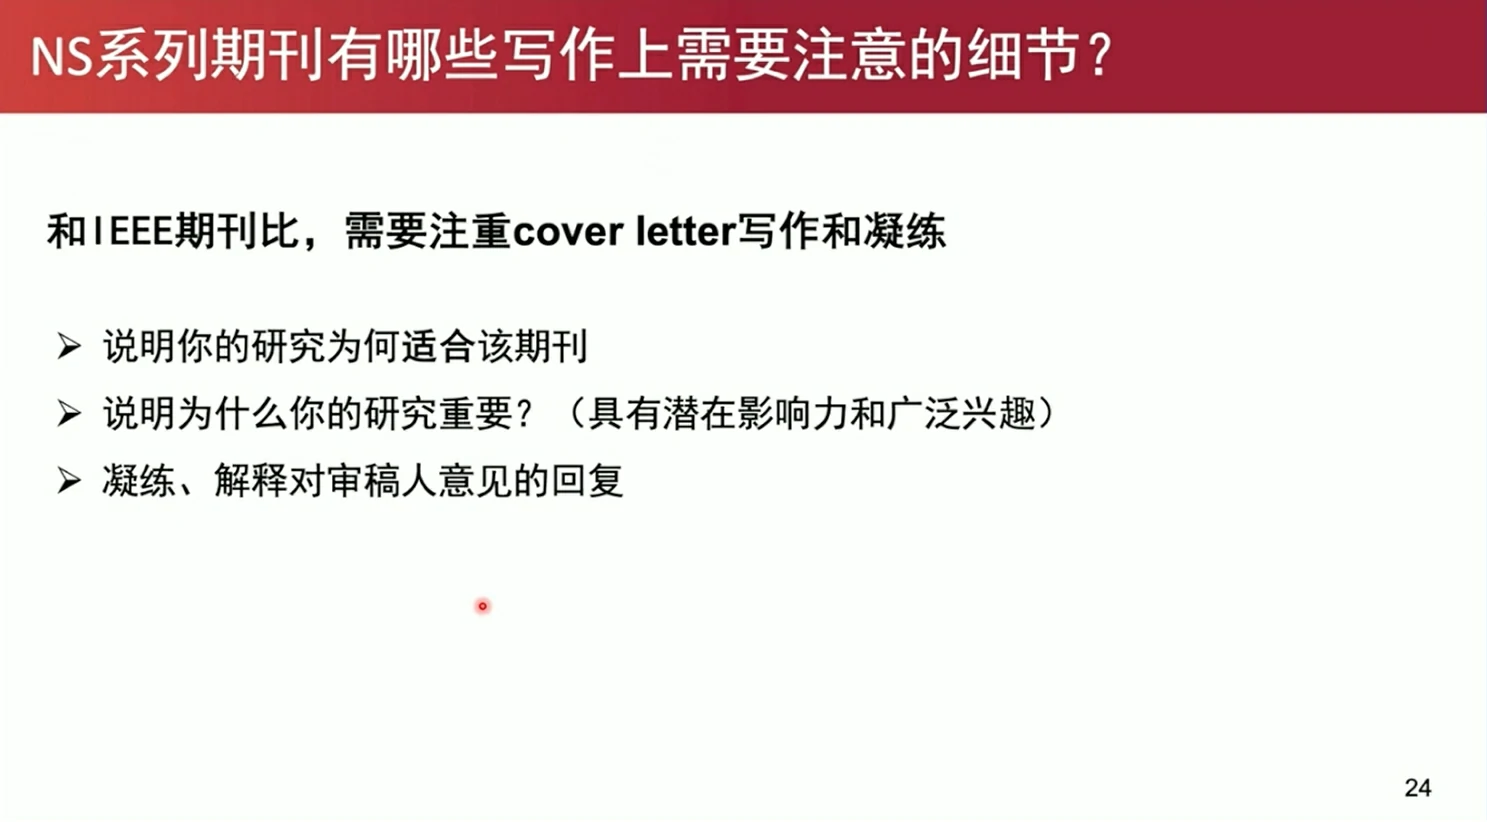 NS系列期刊有哪些写作上需要注意的细节？
和IEEE期刊比，需要注重cover letter写作和凝练
➢ 说明你的研究为何适合该期刊
➢ 说明为什么你的研究重要？（具有潜在影响力和广泛兴趣）
➢ 凝练、解释对审稿人意见的回复
24